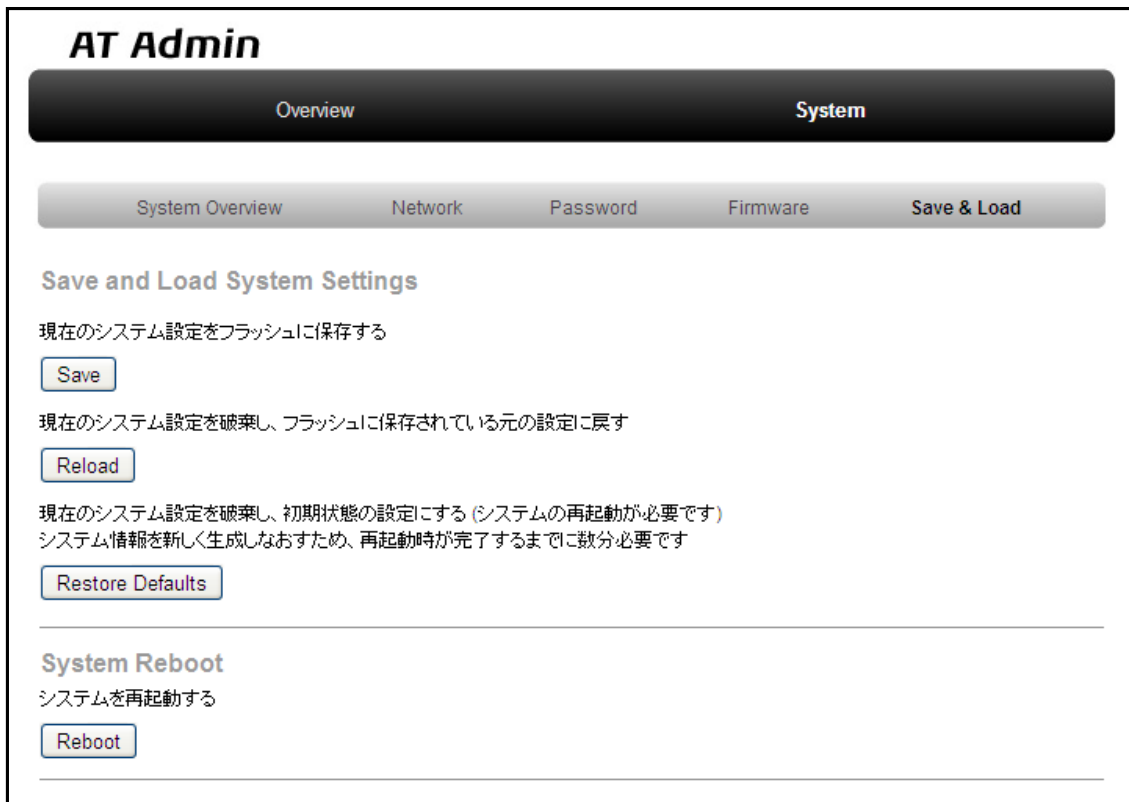 AT Admin
Overview System
System Overview Network Password Firmware Save & Load
Save and Load System Settings
現在のシステム設定をフラッシュに保存する
Save
現在のシステム設定を破棄し、フラッシュに保存されている元の設定に戻す
Reload
現在のシステム設定を破棄し、初期状態の設定にする (システムの再起動が必要です)
システム情報を新しく生成しなおすため、再起動時が完了するまでに数分必要です
Restore Defaults
System Reboot
システムを再起動する
Reboot